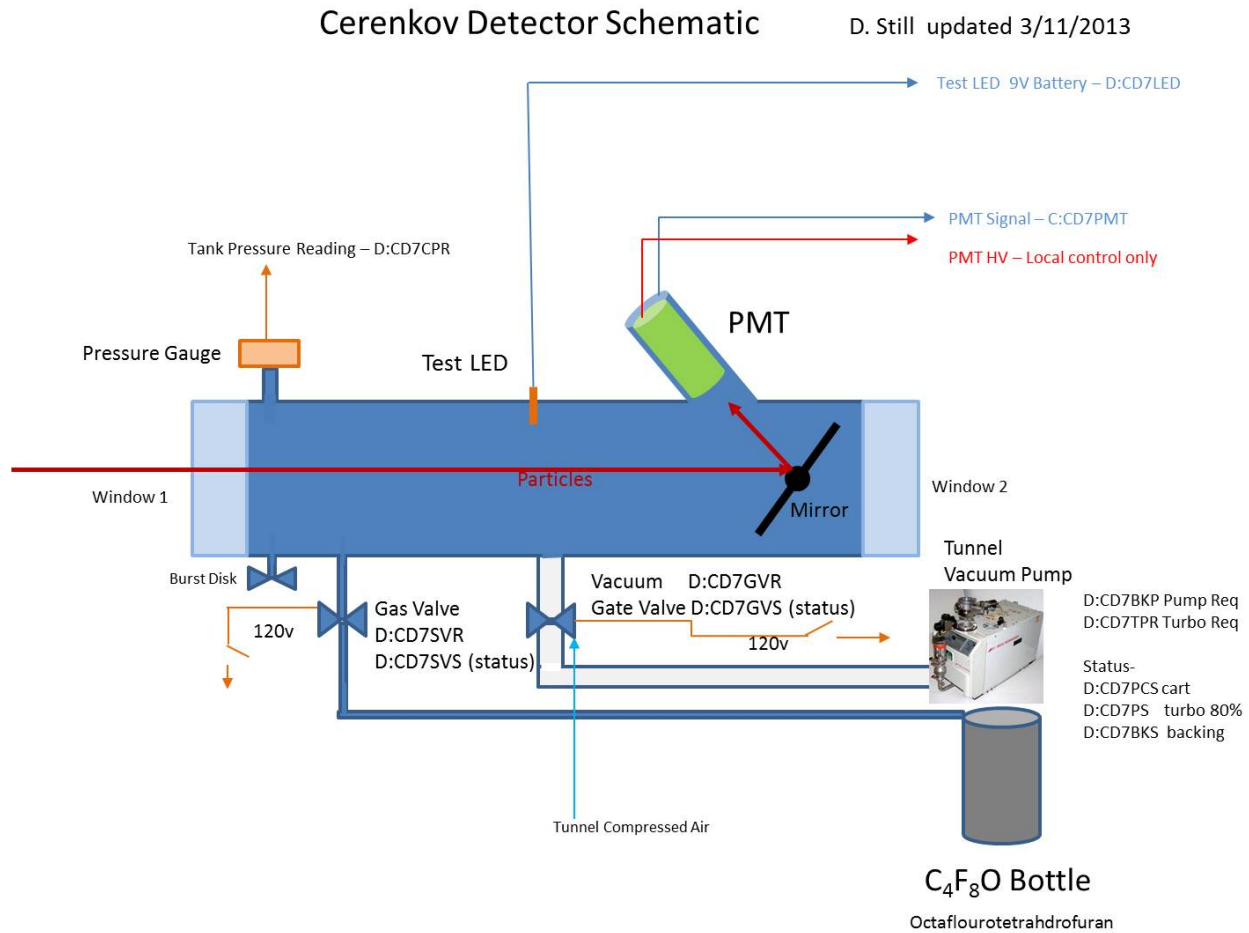 Cerenkov Detector Schematic
D. Still updated 3/11/2013
Test LED 9V Battery – D:CD7LED
PMT Signal – C:CD7PMT
PMT HV – Local control only
Tank Pressure Reading – D:CD7CPR
PMT
Pressure Gauge
Test LED
Particles
Window 1
Mirror
Window 2
Burst Disk
120v
Gas Valve
D:CD7SVR
D:CD7SVS (status)
Vacuum D:CD7GVR
Gate Valve D:CD7GVS (status)
120v
Tunnel
Vacuum Pump
D:CD7BKP Pump Req
D:CD7TPR Turbo Req
Status-
D:CD7PCS cart
D:CD7PS turbo 80%
D:CD7BKS backing
Tunnel Compressed Air
C₄F₈O Bottle
Octaflourotetrahdrofuran